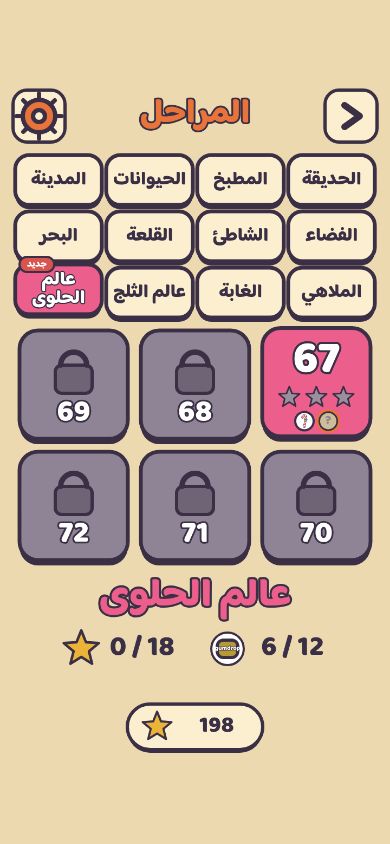 المراحل
الحديقة المطبخ الحيوانات المدينة
الفضاء الشاطئ القلعة البحر
جديد
الملاهي الغابة عالم الثلج عالم الحلوى
67 68 69
? ?
70 71 72
عالم الحلوى
0 / 18 gumdrop 6 / 12
198